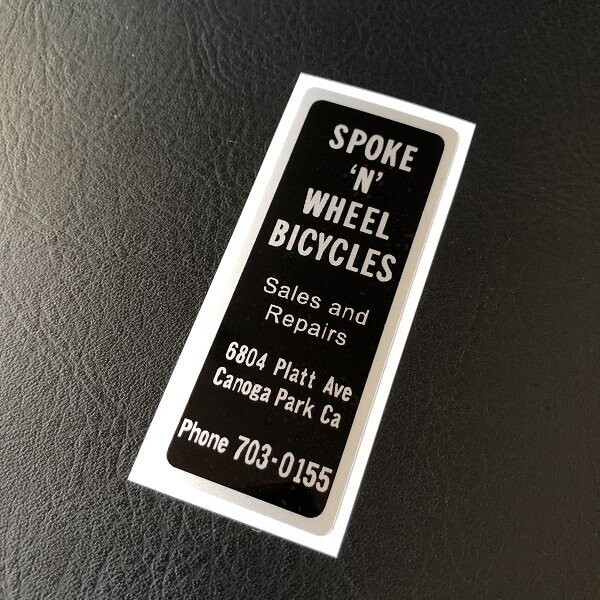 SPOKE
'N'
WHEEL
BICYCLES
Sales and
Repairs
6804 Platt Ave
Canoga Park Ca
Phone 703-0155